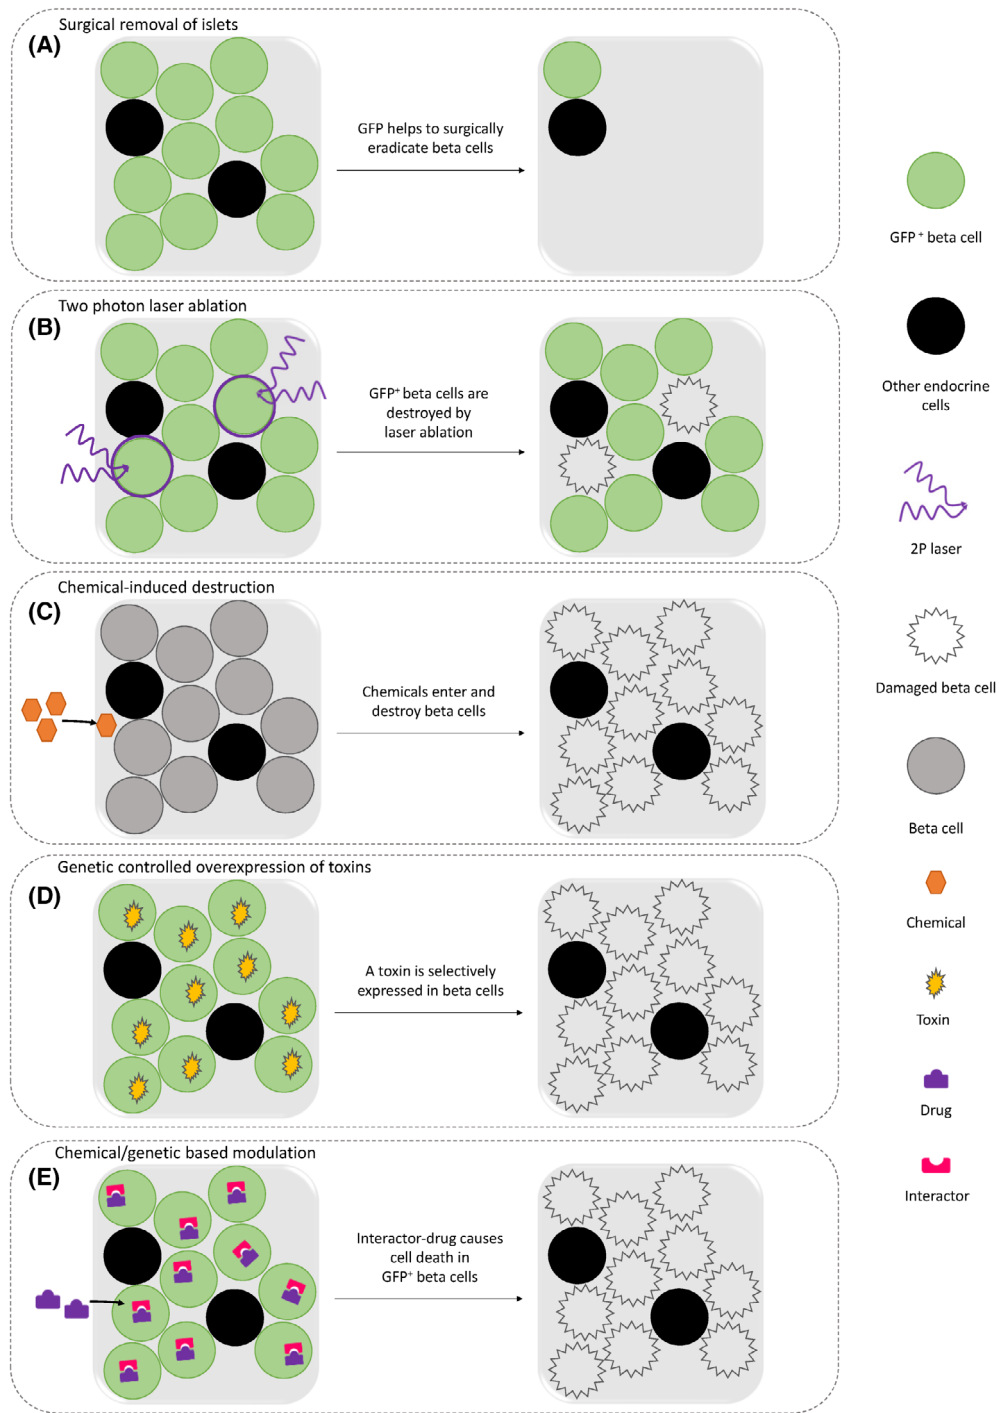 Surgical removal of islets
(A)
GFP helps to surgically
eradicate beta cells
Two photon laser ablation
(B)
GFP⁺ beta cells are
destroyed by
laser ablation
Chemical-induced destruction
(C)
Chemicals enter and
destroy beta cells
Genetic controlled overexpression of toxins
(D)
A toxin is selectively
expressed in beta cells
Chemical/genetic based modulation
(E)
Interactor-drug causes
cell death in
GFP⁺ beta cells
GFP⁺ beta cell
Other endocrine
cells
2P laser
Damaged beta cell
Beta cell
Chemical
Toxin
Drug
Interactor